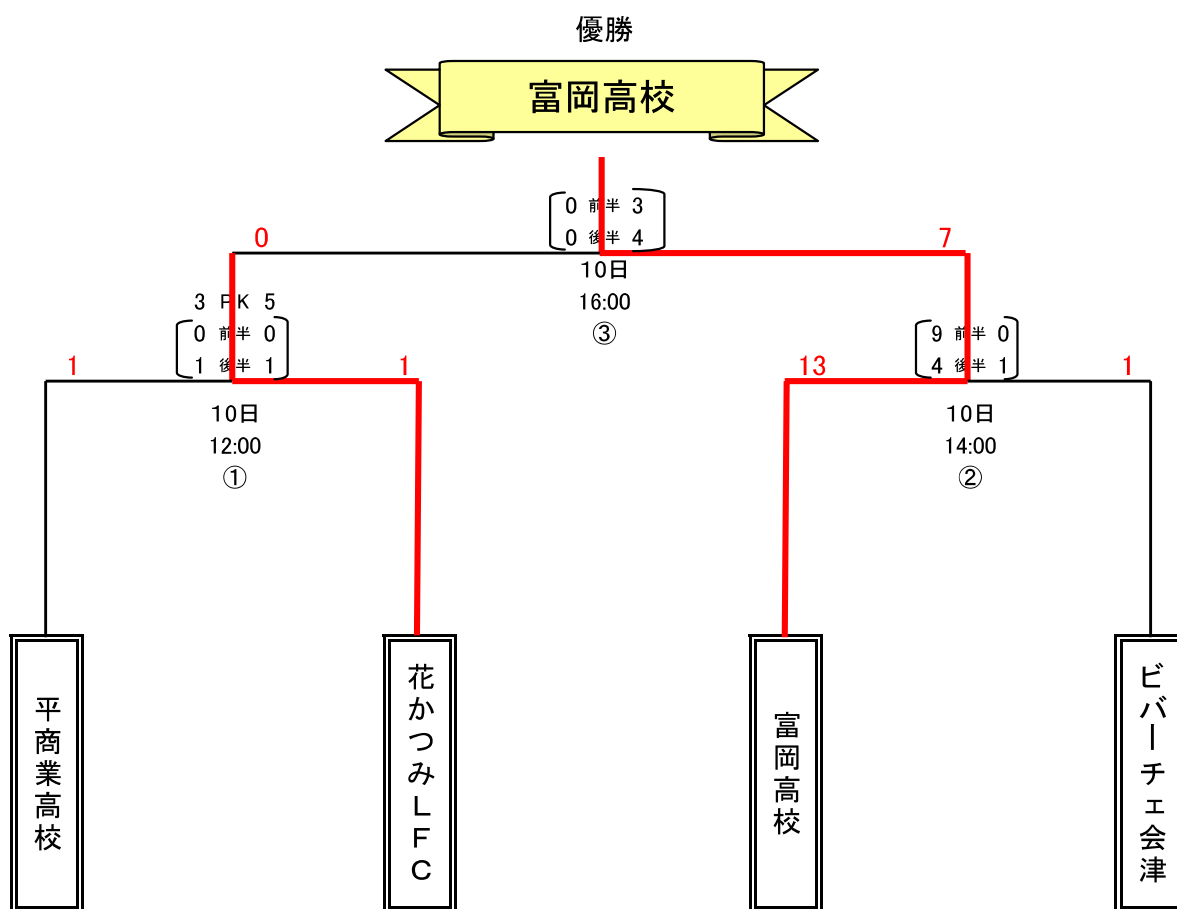 優勝
富岡高校
0 前半 3
0 後半 4
0
7
10日
16:00
③
3 PK 5
0 前半 0
1 後半 1
1
1
10日
12:00
①
9 前半 0
4 後半 1
13
1
10日
14:00
②
平商業高校
花かつみLFC
富岡高校
ビバーチェ会津